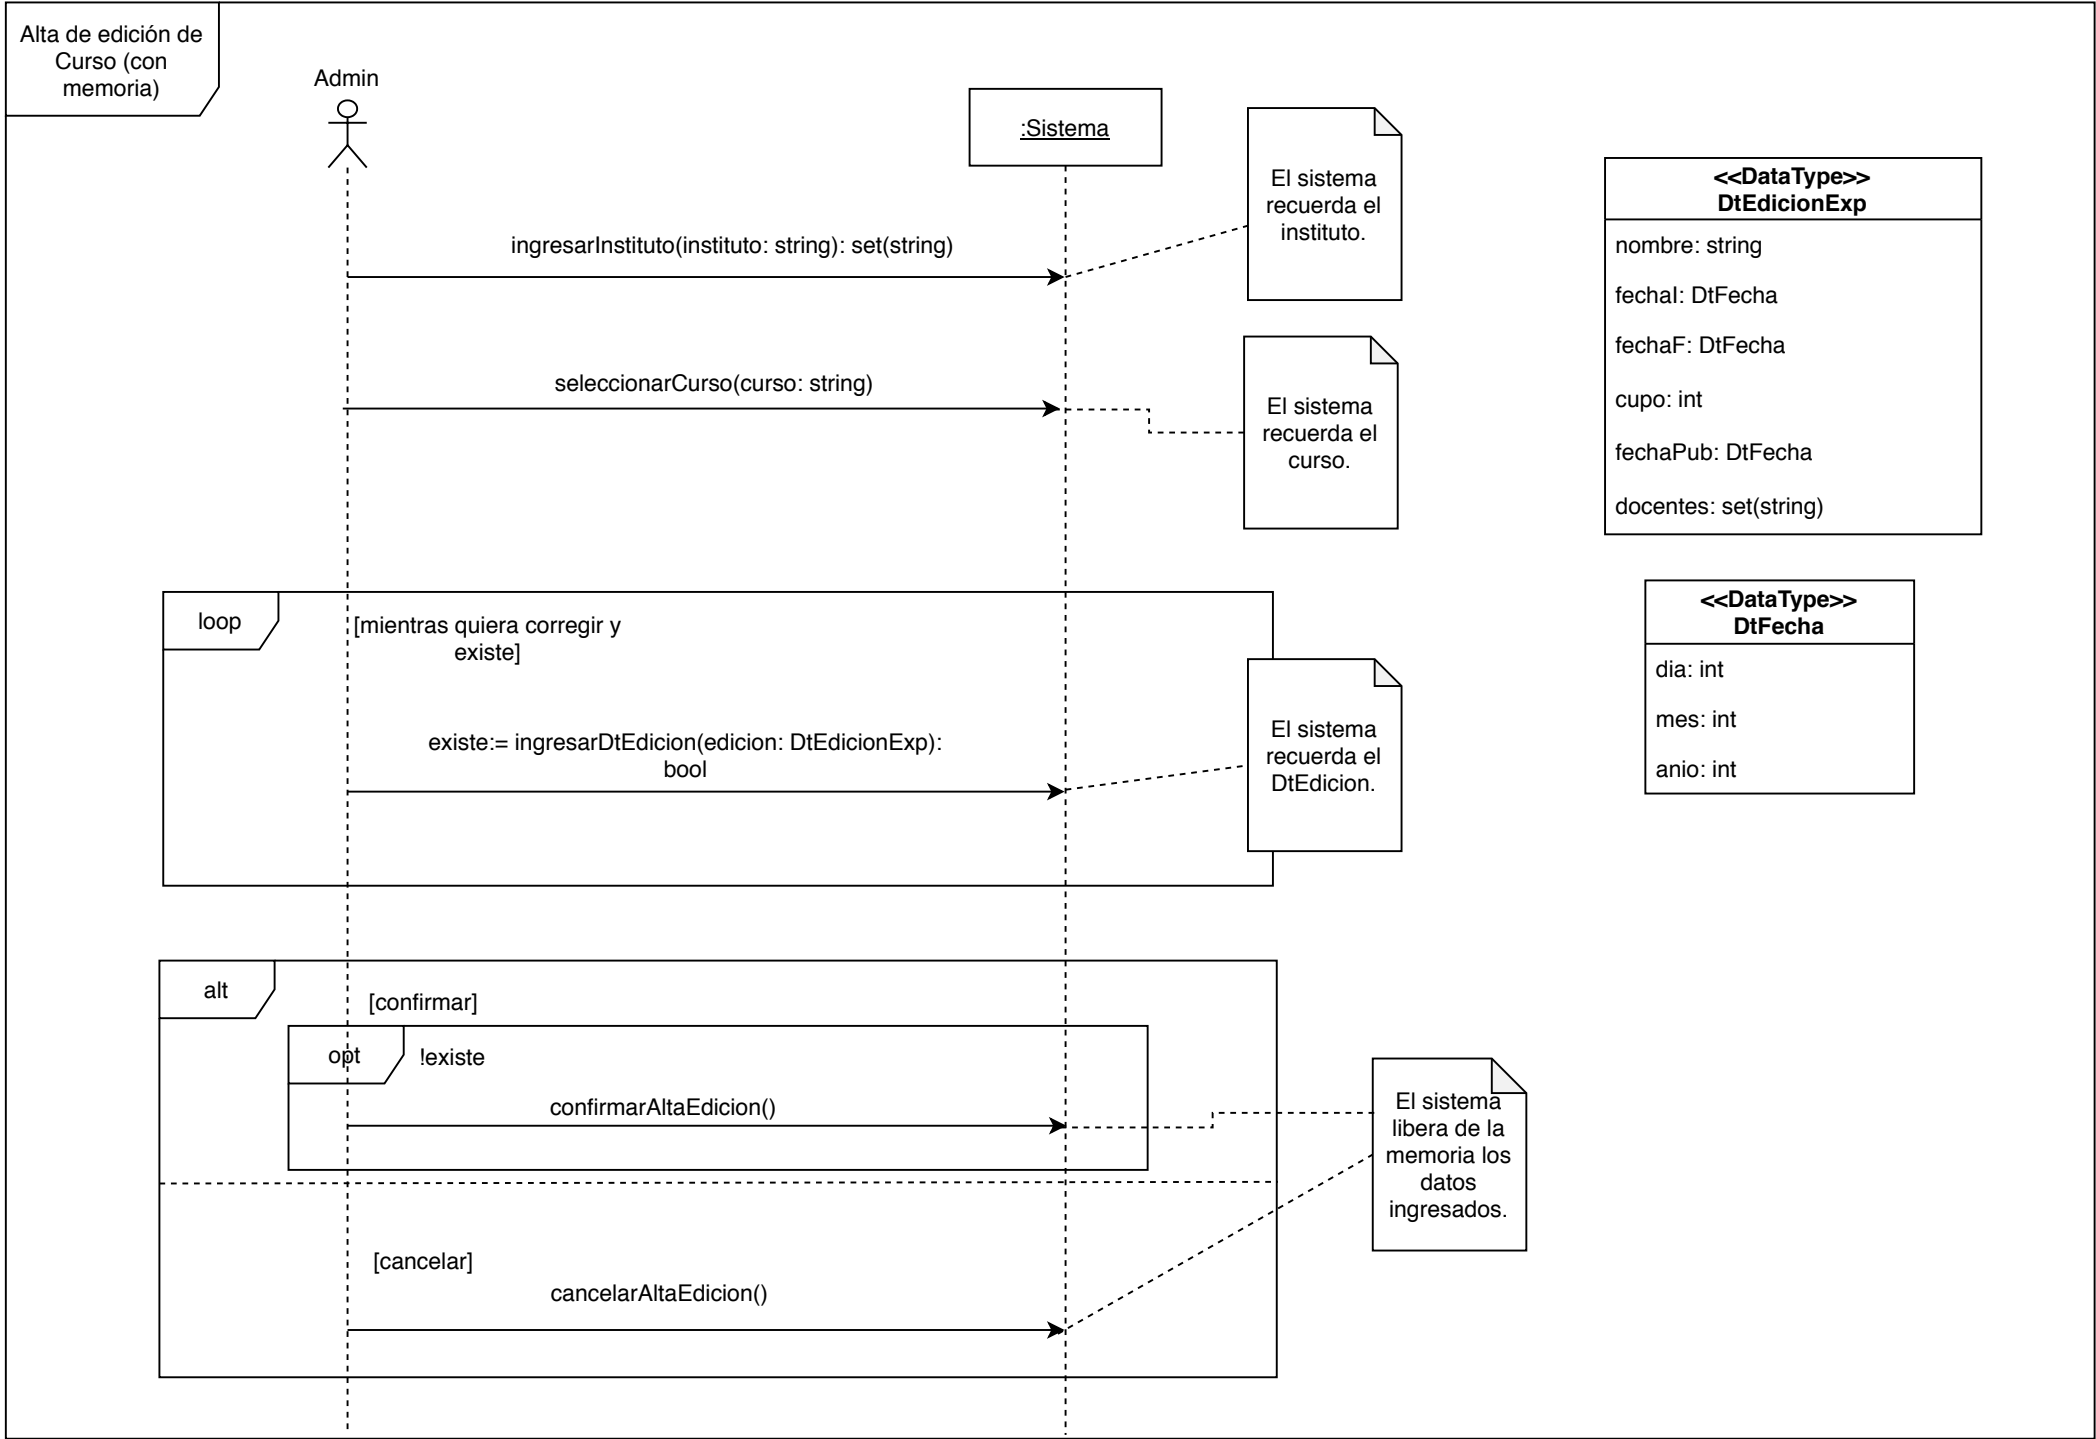 Alta de edición de
Curso (con
memoria)
Admin
:Sistema
El sistema
recuerda el
instituto.
ingresarInstituto(instituto: string): set(string)
seleccionarCurso(curso: string)
El sistema
recuerda el
curso.
<<DataType>>
DtEdicionExp
nombre: string
fechaI: DtFecha
fechaF: DtFecha
cupo: int
fechaPub: DtFecha
docentes: set(string)
<<DataType>>
DtFecha
dia: int
mes: int
anio: int
loop
[mientras quiera corregir y
existe]
existe:= ingresarDtEdicion(edicion: DtEdicionExp):
bool
El sistema
recuerda el
DtEdicion.
alt
[confirmar]
opt
!existe
confirmarAltaEdicion()
El sistema
libera de la
memoria los
datos
ingresados.
[cancelar]
cancelarAltaEdicion()